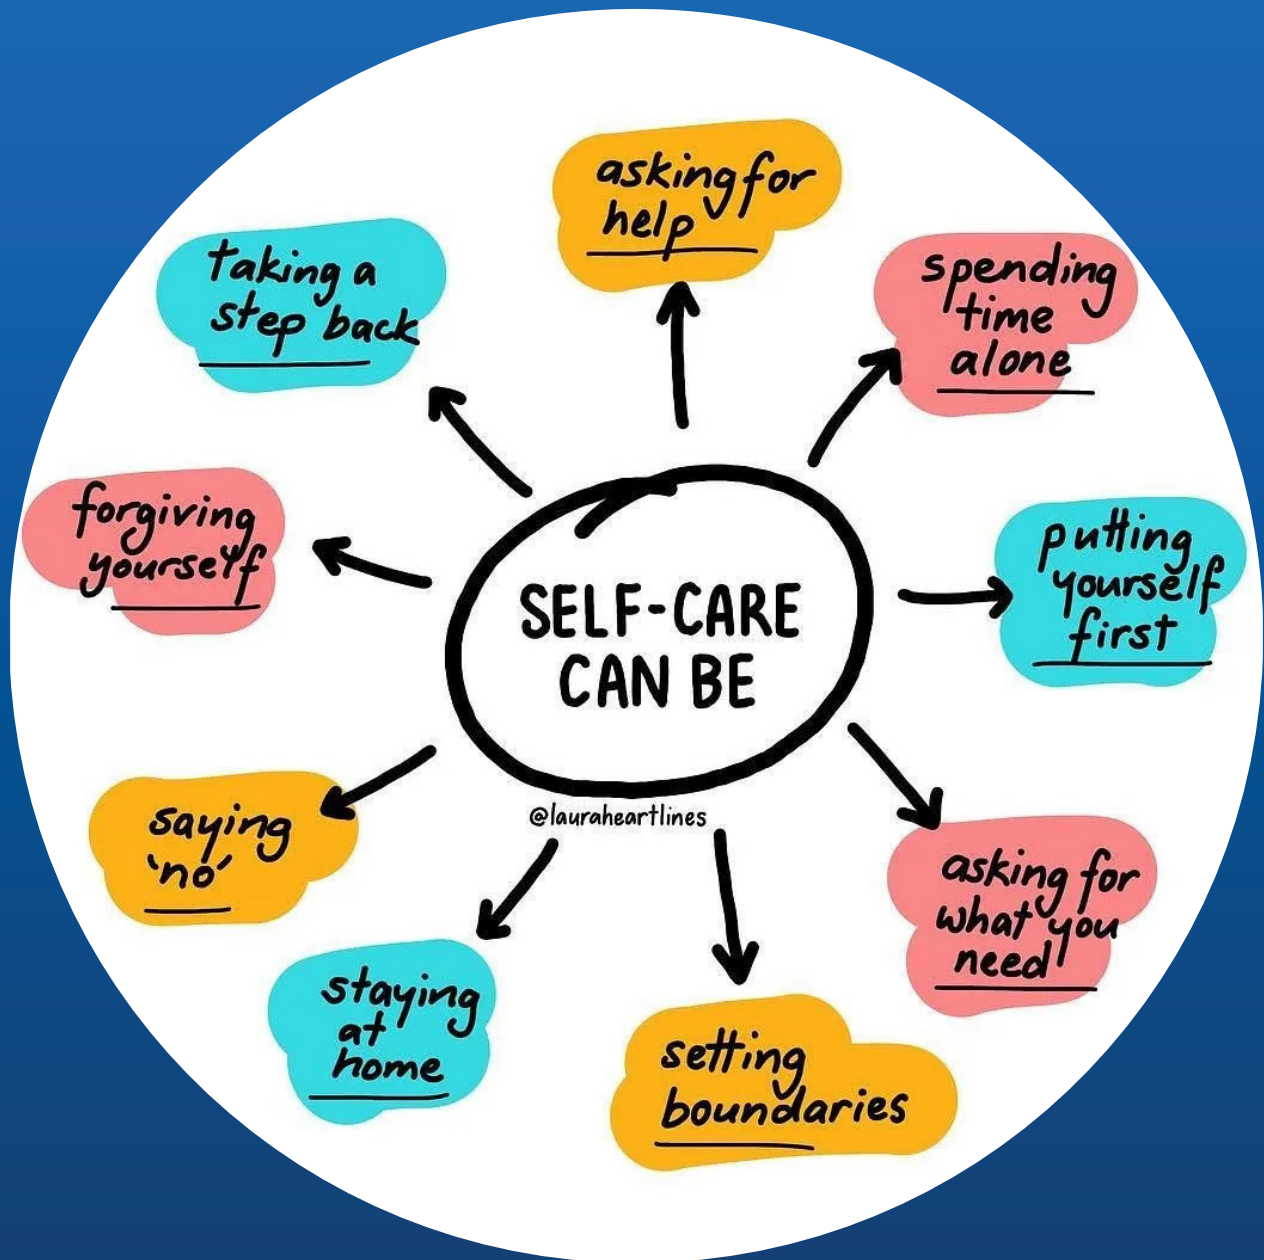 asking for
help
spending
time
alone
putting
yourself
first
asking for
what you
need
setting
boundaries
staying
at
home
saying
'no'
forgiving
yourself
taking a
step back
SELF-CARE
CAN BE
@lauraheartlines